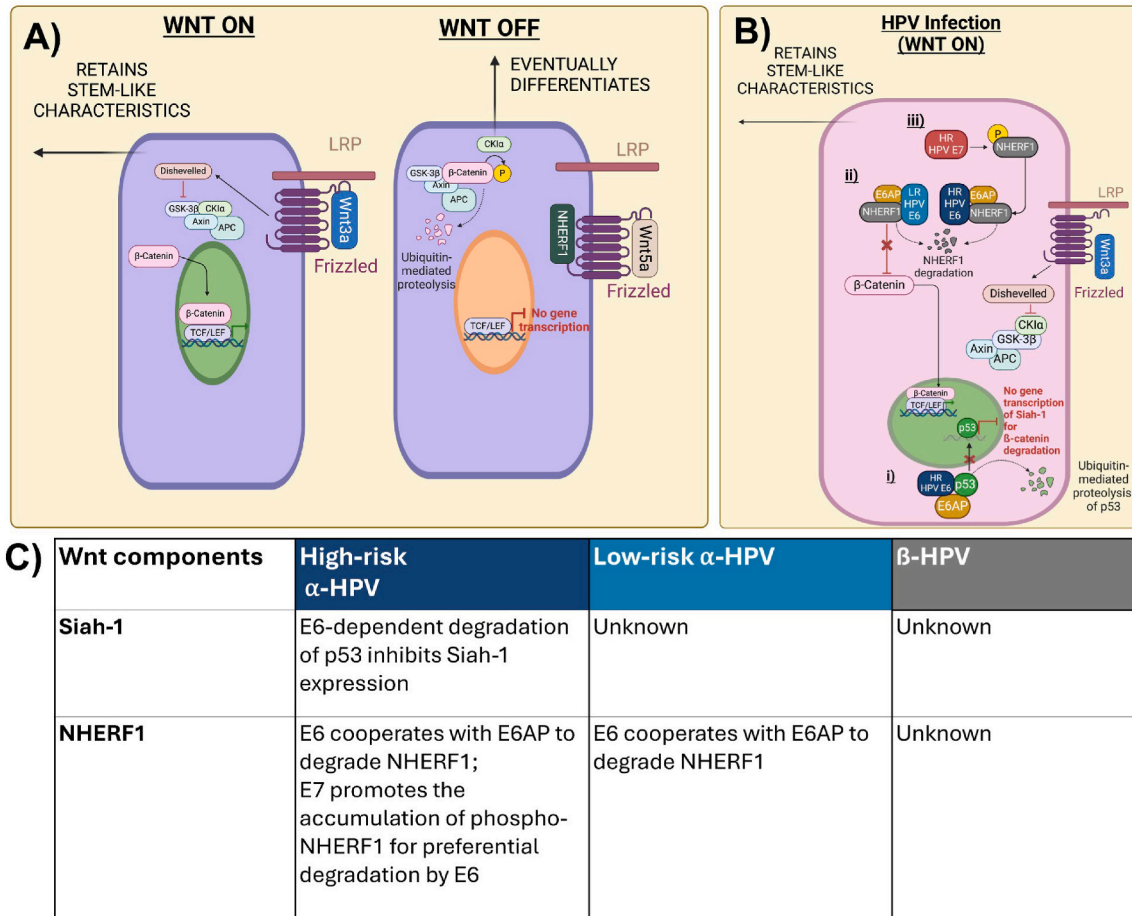 A)
WNT ON
RETAINS
STEM-LIKE
CHARACTERISTICS
LRP
Dishevelled
GSK-3β
CKIα
Axin
APC
Wnt3a
β-Catenin
Frizzled
β-Catenin
TCF/LEF
WNT OFF
EVENTUALLY
DIFFERENTIATES
CKIα
LRP
GSK-3β
β-Catenin
P
Axin
APC
NHERF1
Wnt5a
Ubiquitin-
mediated
proteolysis
Frizzled
No gene
transcription
TCF/LEF
B)
HPV Infection
(WNT ON)
RETAINS
STEM-LIKE
CHARACTERISTICS
iii)
HR
HPV E7
P
NHERF1
ii)
E6AP
LR
HPV
E6
NHERF1
HR
HPV
E6
E6AP
NHERF1
LRP
NHERF1
degradation
Wnt3a
β-Catenin
Dishevelled
Frizzled
CKIα
GSK-3β
Axin
APC
β-Catenin
TCF/LEF
No gene
transcription
of Siah-1
for
ß-catenin
degradation
p53
i)
HR
HPV E6
p53
E6AP
Ubiquitin-
mediated
proteolysis
of p53
C)
Wnt components
High-risk
α-HPV
Low-risk α-HPV
ß-HPV
Siah-1
E6-dependent degradation
of p53 inhibits Siah-1
expression
Unknown
Unknown
NHERF1
E6 cooperates with E6AP to
degrade NHERF1;
E7 promotes the
accumulation of phospho-
NHERF1 for preferential
degradation by E6
E6 cooperates with E6AP to
degrade NHERF1
Unknown